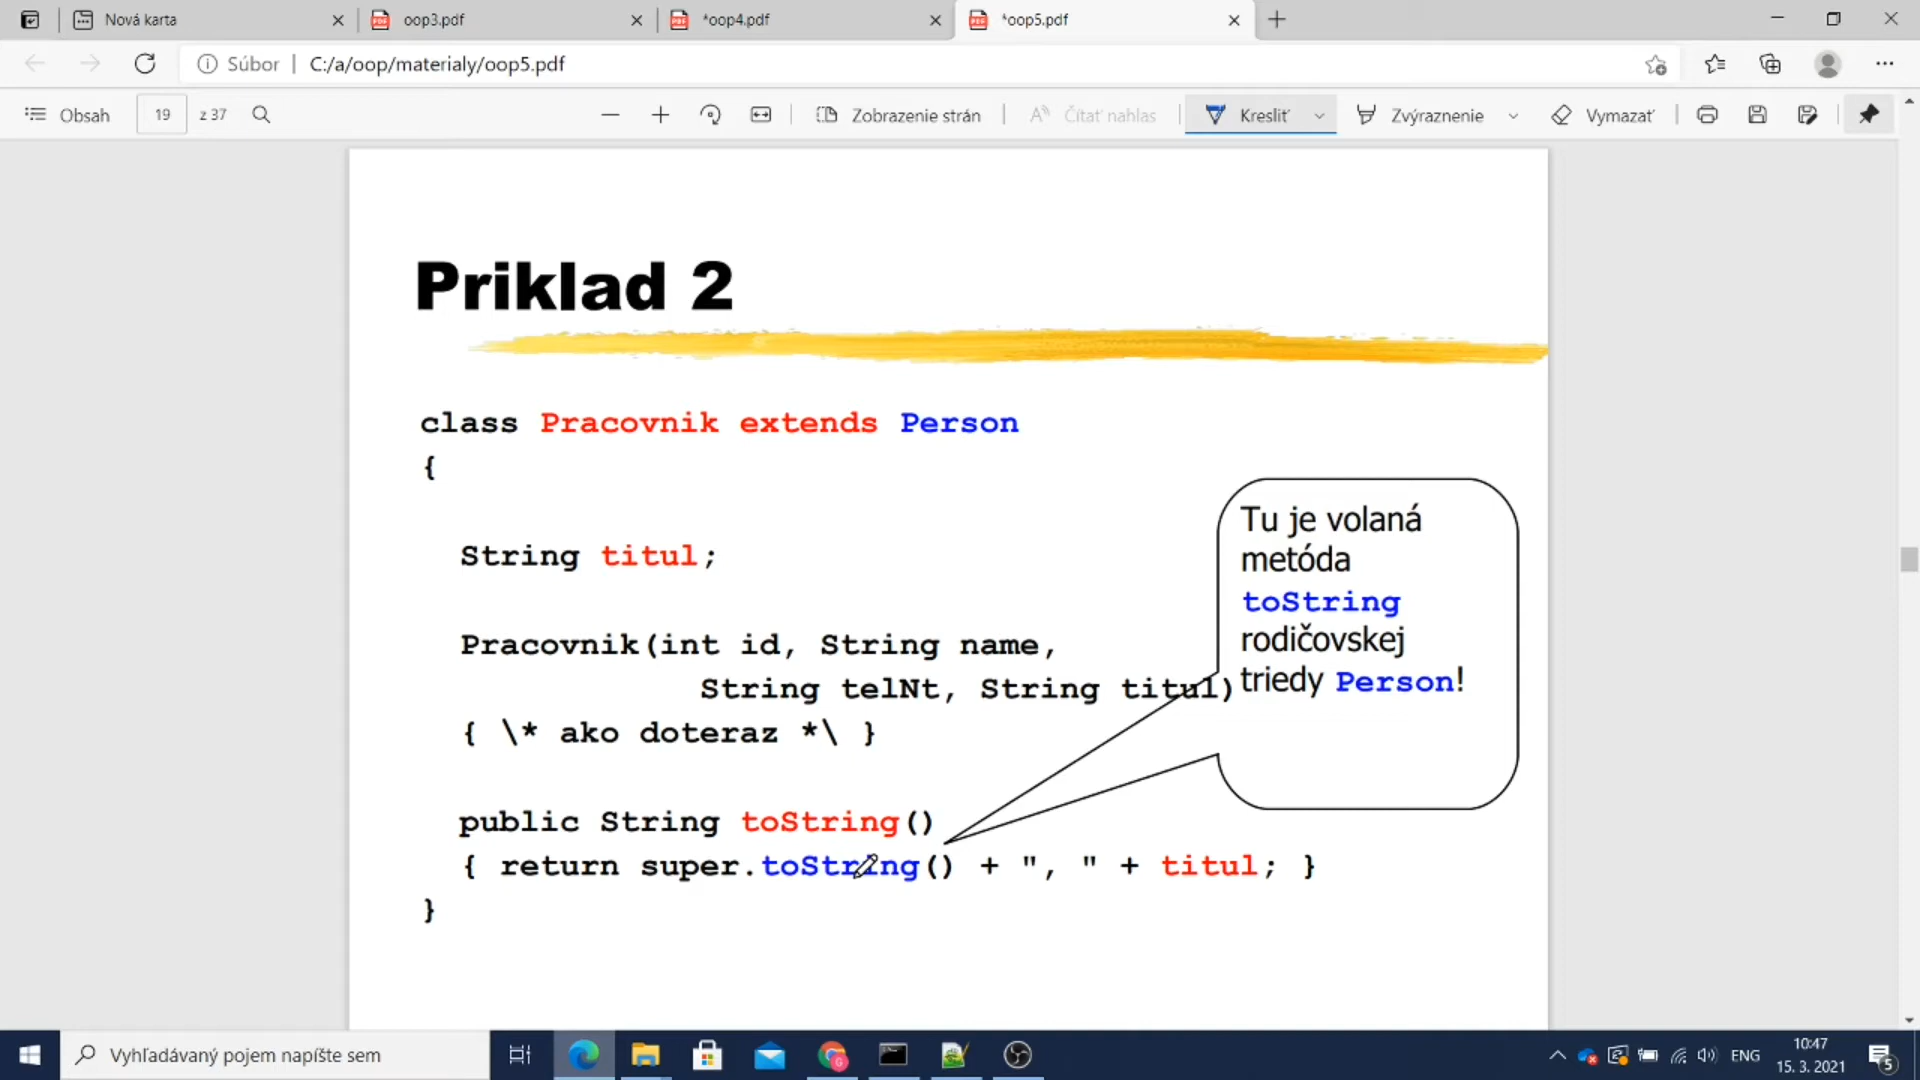 Nová karta
oop3.pdf
*oop4.pdf
*oop5.pdf
Súbor | C:/a/oop/materialy/oop5.pdf
Obsah 19 z 37 Zobrazenie strán Čítať nahlas Kresliť Zvýraznenie Vymazať
Priklad 2
class Pracovnik extends Person
{
String titul;
Pracovnik(int id, String name,
String telNt, String titul)
{ \* ako doteraz *\ }
public String toString()
{ return super.toString() + ", " + titul; }
}
Tu je volaná
metóda
toString
rodičovskej
triedy Person!
Vyhľadávaný pojem napíšte sem
ENG
10:47
15. 3. 2021
5